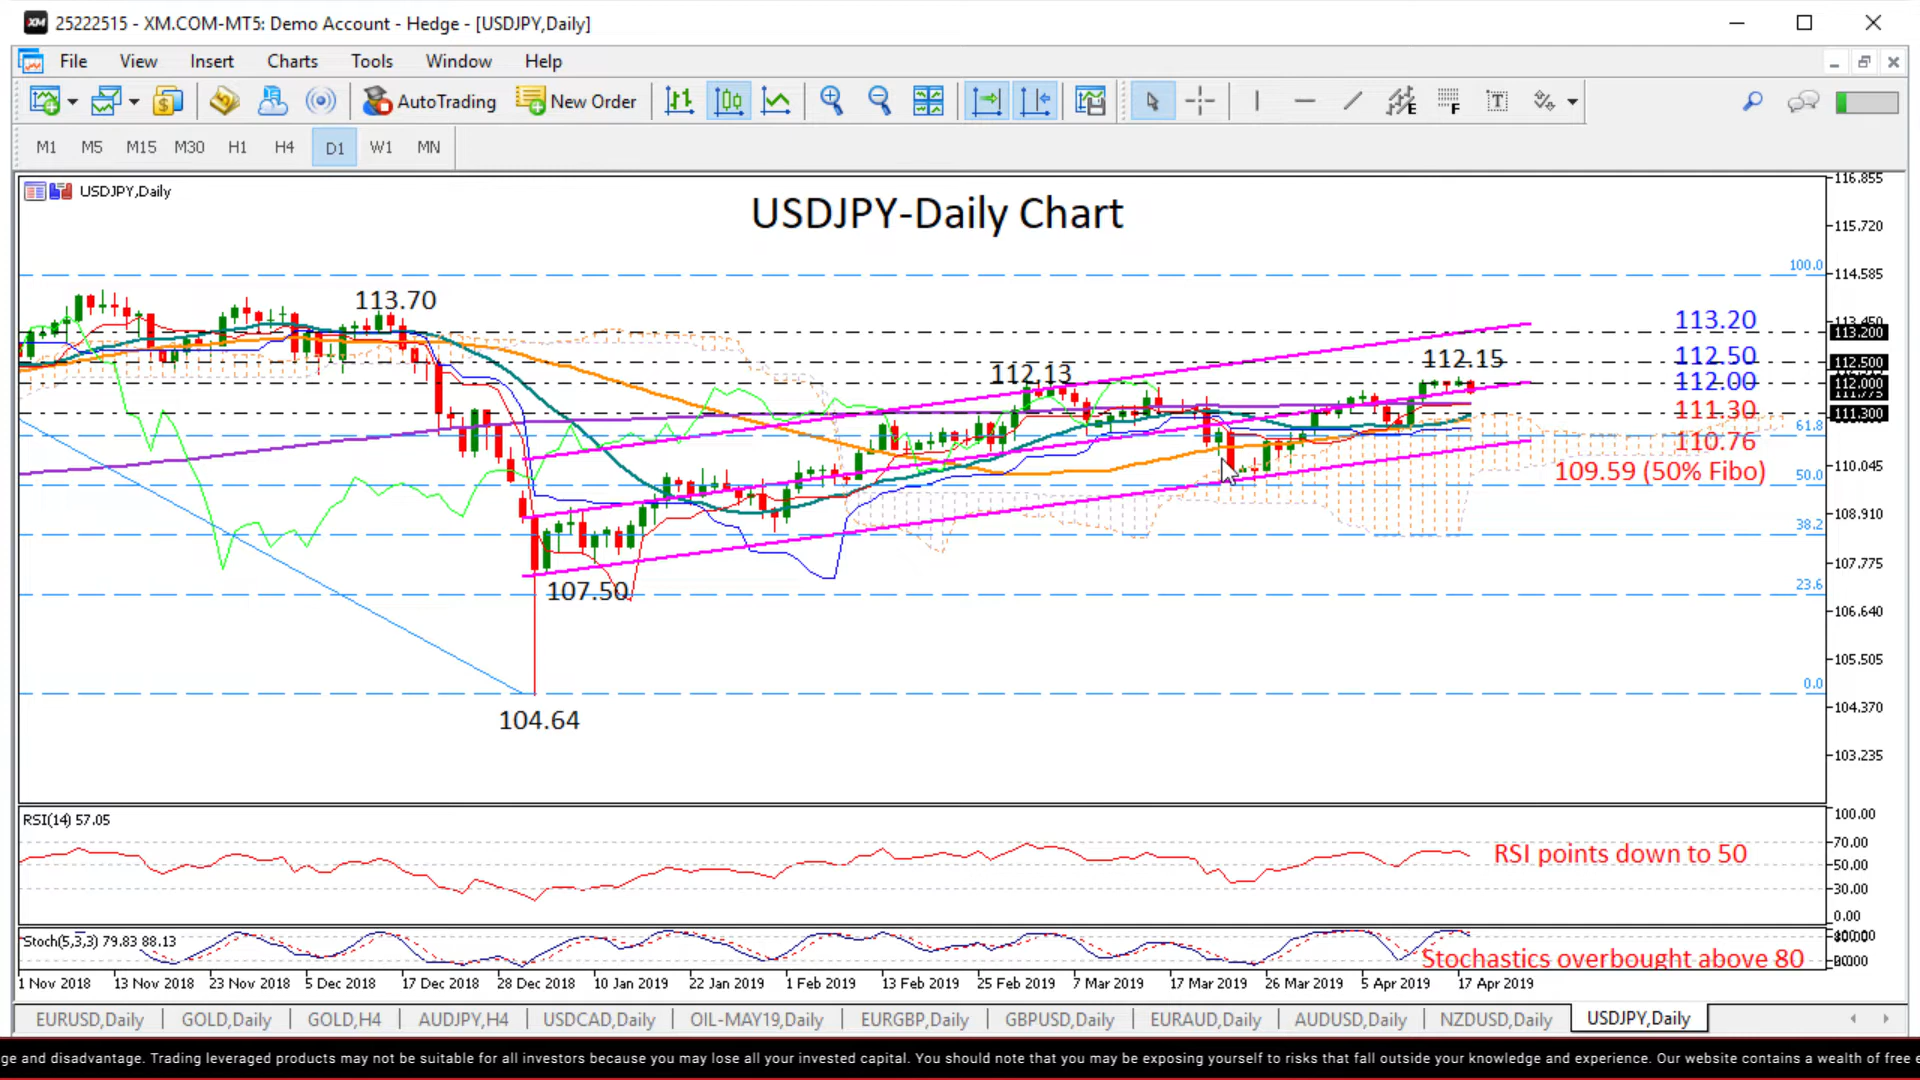 25222515 - XM.COM-MT5: Demo Account - Hedge - [USDJPY,Daily]
File View Insert Charts Tools Window Help
AutoTrading New Order
M1 M5 M15 M30 H1 H4 D1 W1 MN
USDJPY,Daily
USDJPY-Daily Chart
116.855
115.720
114.585
113.450
113.200
112.500
112.000
111.775
111.300
110.045
108.910
107.775
106.640
105.505
104.370
103.235
100.0
61.8
50.0
38.2
23.6
0.0
113.70
112.13
112.15
107.50
104.64
113.20
112.50
112.00
111.30
110.76
109.59 (50% Fibo)
RSI(14) 57.05
RSI points down to 50
100.00
70.00
50.00
30.00
0.00
Stoch(5,3,3) 79.83 88.13
Stochastics overbought above 80
1 Nov 2018 13 Nov 2018 23 Nov 2018 5 Dec 2018 17 Dec 2018 28 Dec 2018 10 Jan 2019 22 Jan 2019 1 Feb 2019 13 Feb 2019 25 Feb 2019 7 Mar 2019 17 Mar 2019 26 Mar 2019 5 Apr 2019 17 Apr 2019
EURUSD,Daily GOLD,Daily GOLD,H4 AUDJPY,H4 USDCAD,Daily OIL-MAY19,Daily EURGBP,Daily GBPUSD,Daily EURAUD,Daily AUDUSD,Daily NZDUSD,Daily USDJPY,Daily
ge and disadvantage. Trading leveraged products may not be suitable for all investors because you may lose all your invested capital. You should note that you may be exposing yourself to risks that fall outside your knowledge and experience. Our website contains a wealth of free e